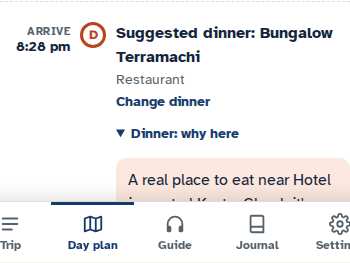 ARRIVE
8:28 pm
D
Suggested dinner: Bungalow
Terramachi
Restaurant
Change dinner
▼ Dinner: why here
A real place to eat near Hotel
Trip
Day plan
Guide
Journal
Settin